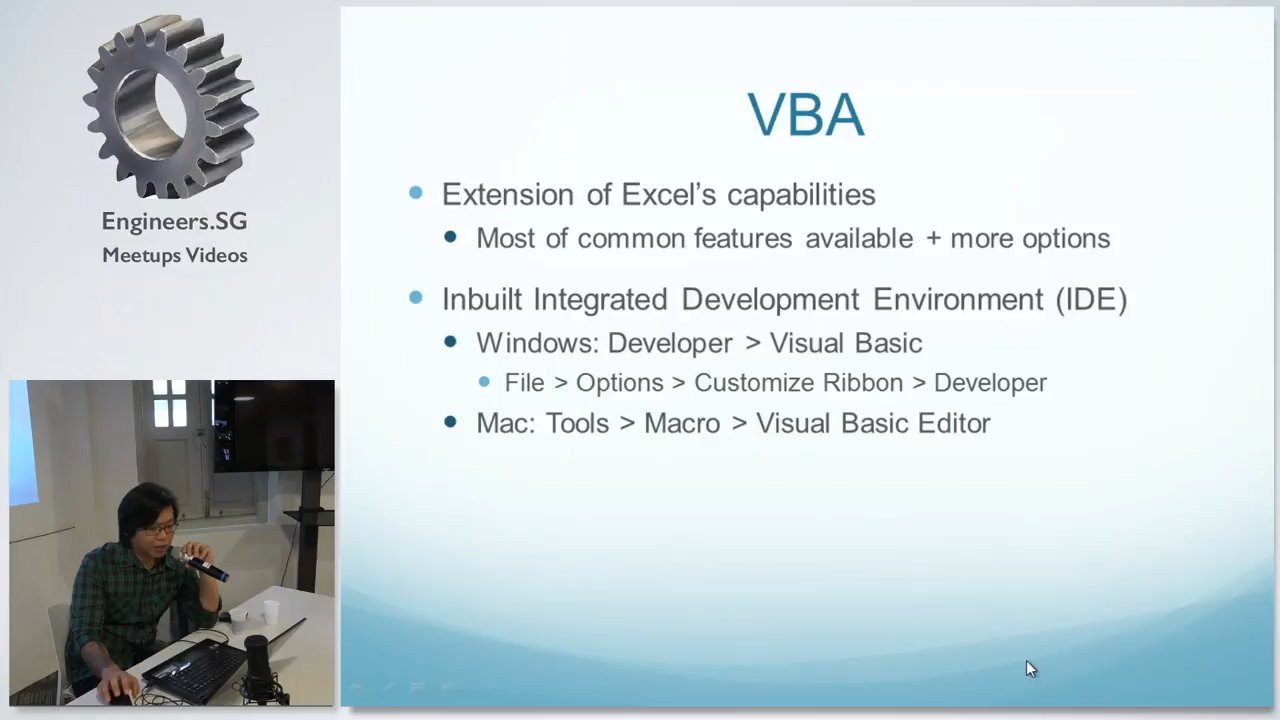 Engineers.SG
Meetups Videos
VBA
Extension of Excel's capabilities
Most of common features available + more options
Inbuilt Integrated Development Environment (IDE)
Windows: Developer > Visual Basic
File > Options > Customize Ribbon > Developer
Mac: Tools > Macro > Visual Basic Editor